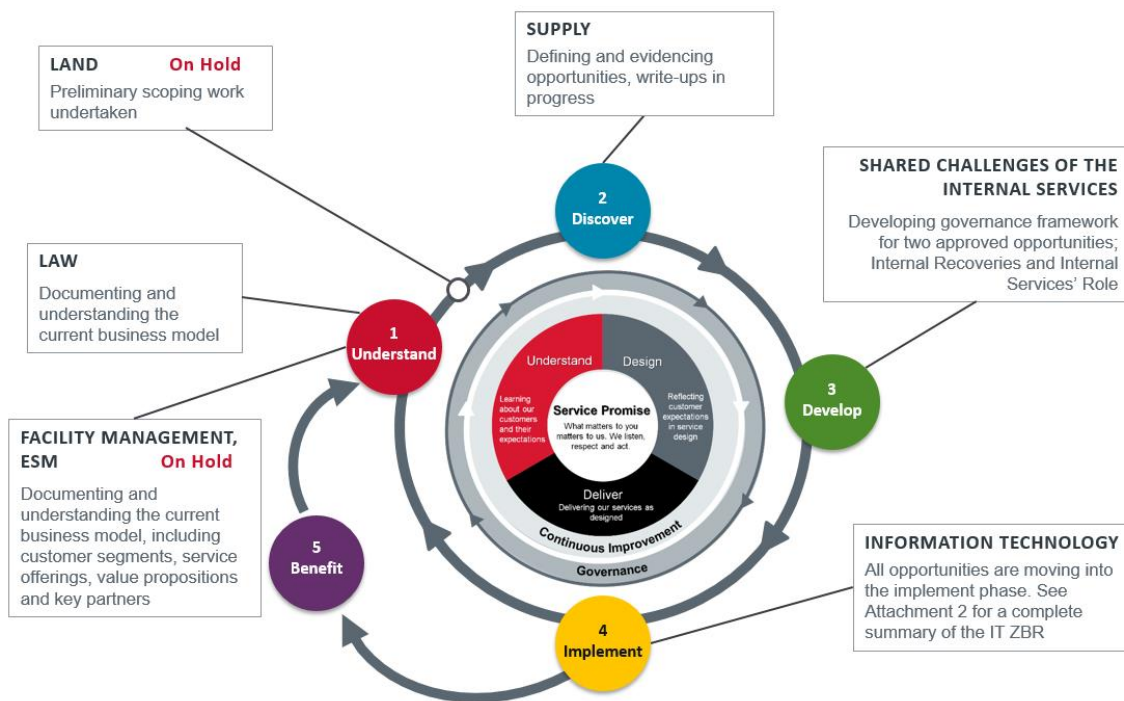 LAND On Hold
Preliminary scoping work
undertaken
SUPPLY
Defining and evidencing
opportunities, write-ups in
progress
SHARED CHALLENGES OF THE
INTERNAL SERVICES
Developing governance framework
for two approved opportunities;
Internal Recoveries and Internal
Services’ Role
LAW
Documenting and
understanding the
current business model
FACILITY MANAGEMENT,
ESM On Hold
Documenting and
understanding the current
business model, including
customer segments, service
offerings, value propositions
and key partners
INFORMATION TECHNOLOGY
All opportunities are moving into
the implement phase. See
Attachment 2 for a complete
summary of the IT ZBR
1
Understand
2
Discover
3
Develop
4
Implement
5
Benefit
Understand
Learning
about our
customers
and their
expectations
Design
Reflecting
customer
expectations
in service
design
Service Promise
What matters to you
matters to us. We listen,
respect and act.
Deliver
Delivering our services as
designed
Continuous Improvement
Governance